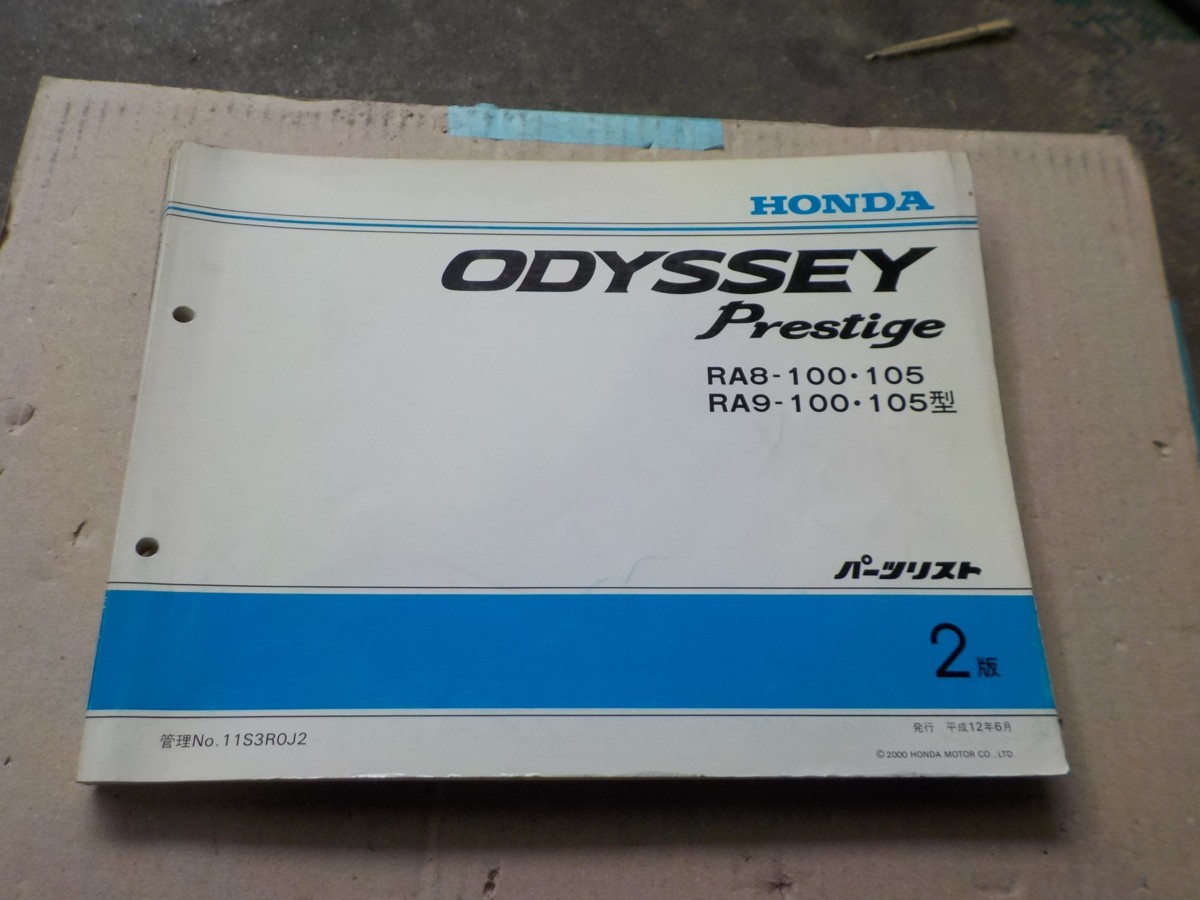 HONDA
ODYSSEY
Prestige
RA8-100・105
RA9-100・105型
パーツリスト
2版
発行 平成12年6月
管理No.11S3R0J2
©2000 HONDA MOTOR CO.,LTD.